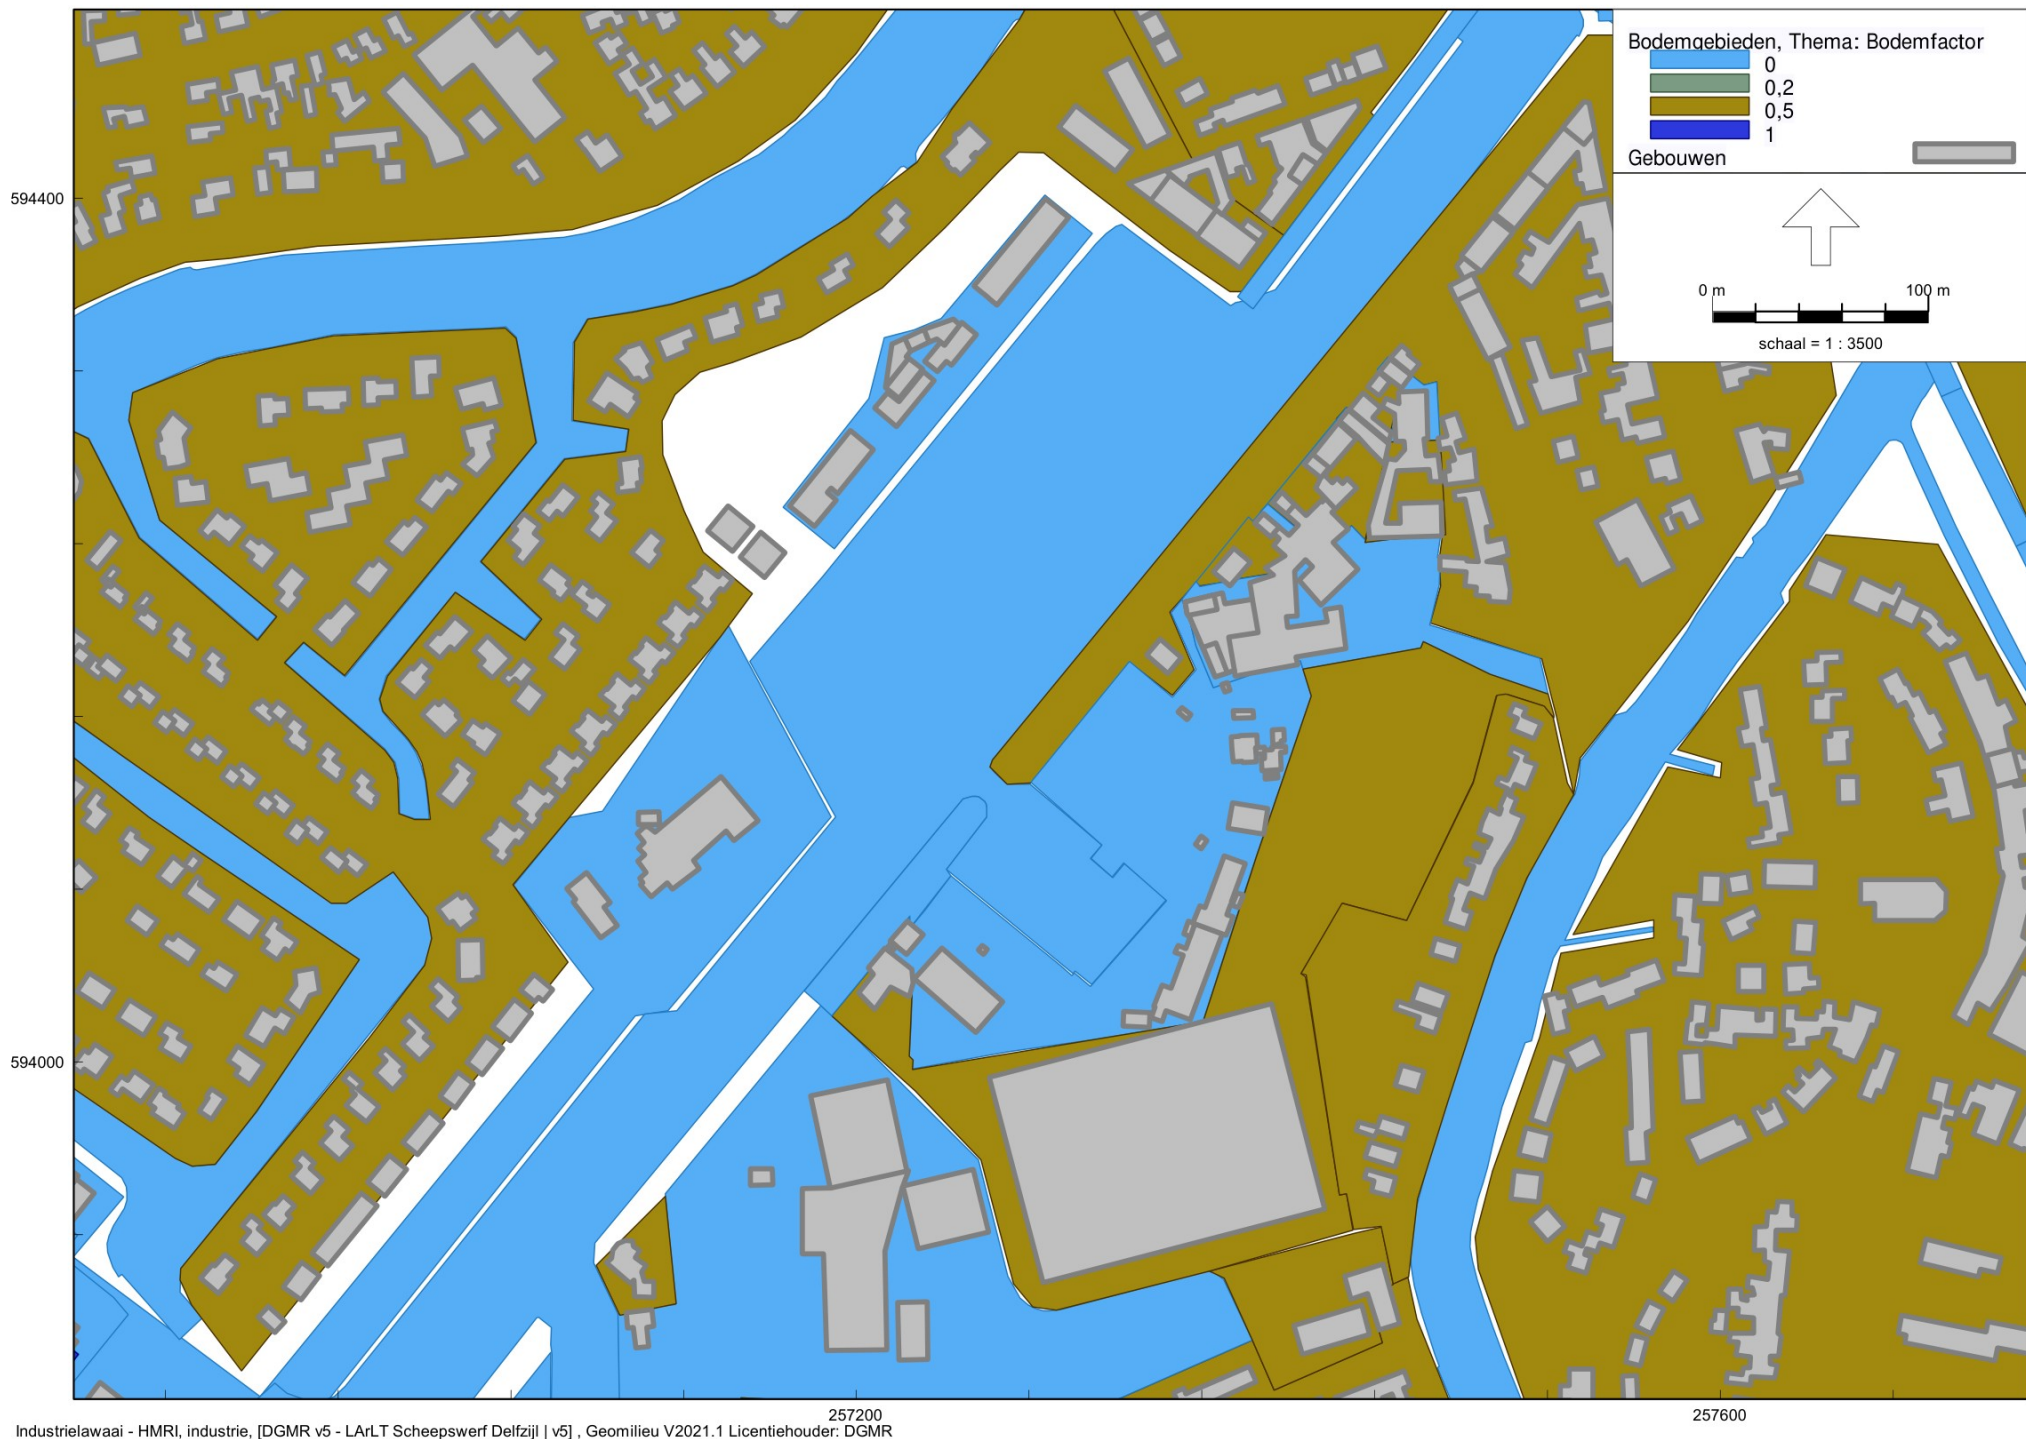 Bodemgebieden, Thema: Bodemfactor
0
0,2
0,5
1
Gebouwen
594400
0 m 100 m
schaal = 1 : 3500
594000
257200 257600
Industrielawaai - HMRI, industrie, [DGMR v5 - LArLT Scheepswerf Delfzijl | v5] , Geomilieu V2021.1 Licentiehouder: DGMR